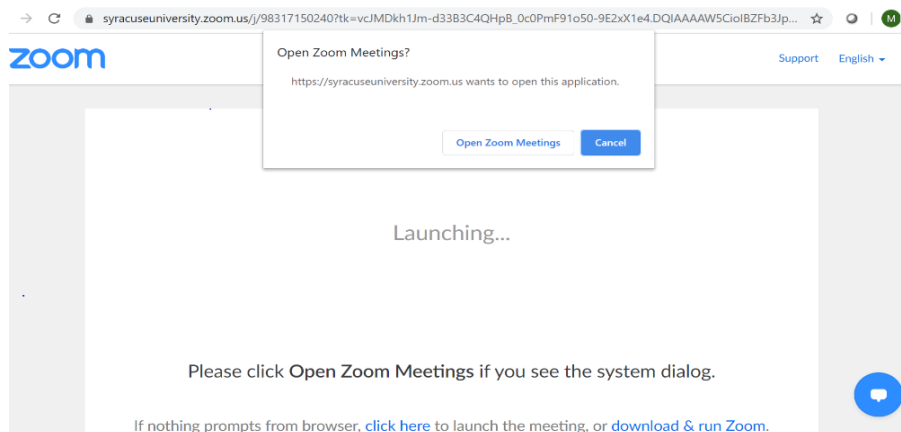 syracuseuniversity.zoom.us/j/98317150240?tk=vcJMDkh1Jm-d33B3C4QHpB_0c0PmF91o50-9E2xX1e4.DQIAAAAW5CiolBZFb3Jp...
M
Open Zoom Meetings?
https://syracuseuniversity.zoom.us wants to open this application.
Open Zoom Meetings Cancel
zoom
Support English
Launching...
Please click Open Zoom Meetings if you see the system dialog.
If nothing prompts from browser, click here to launch the meeting, or download & run Zoom.